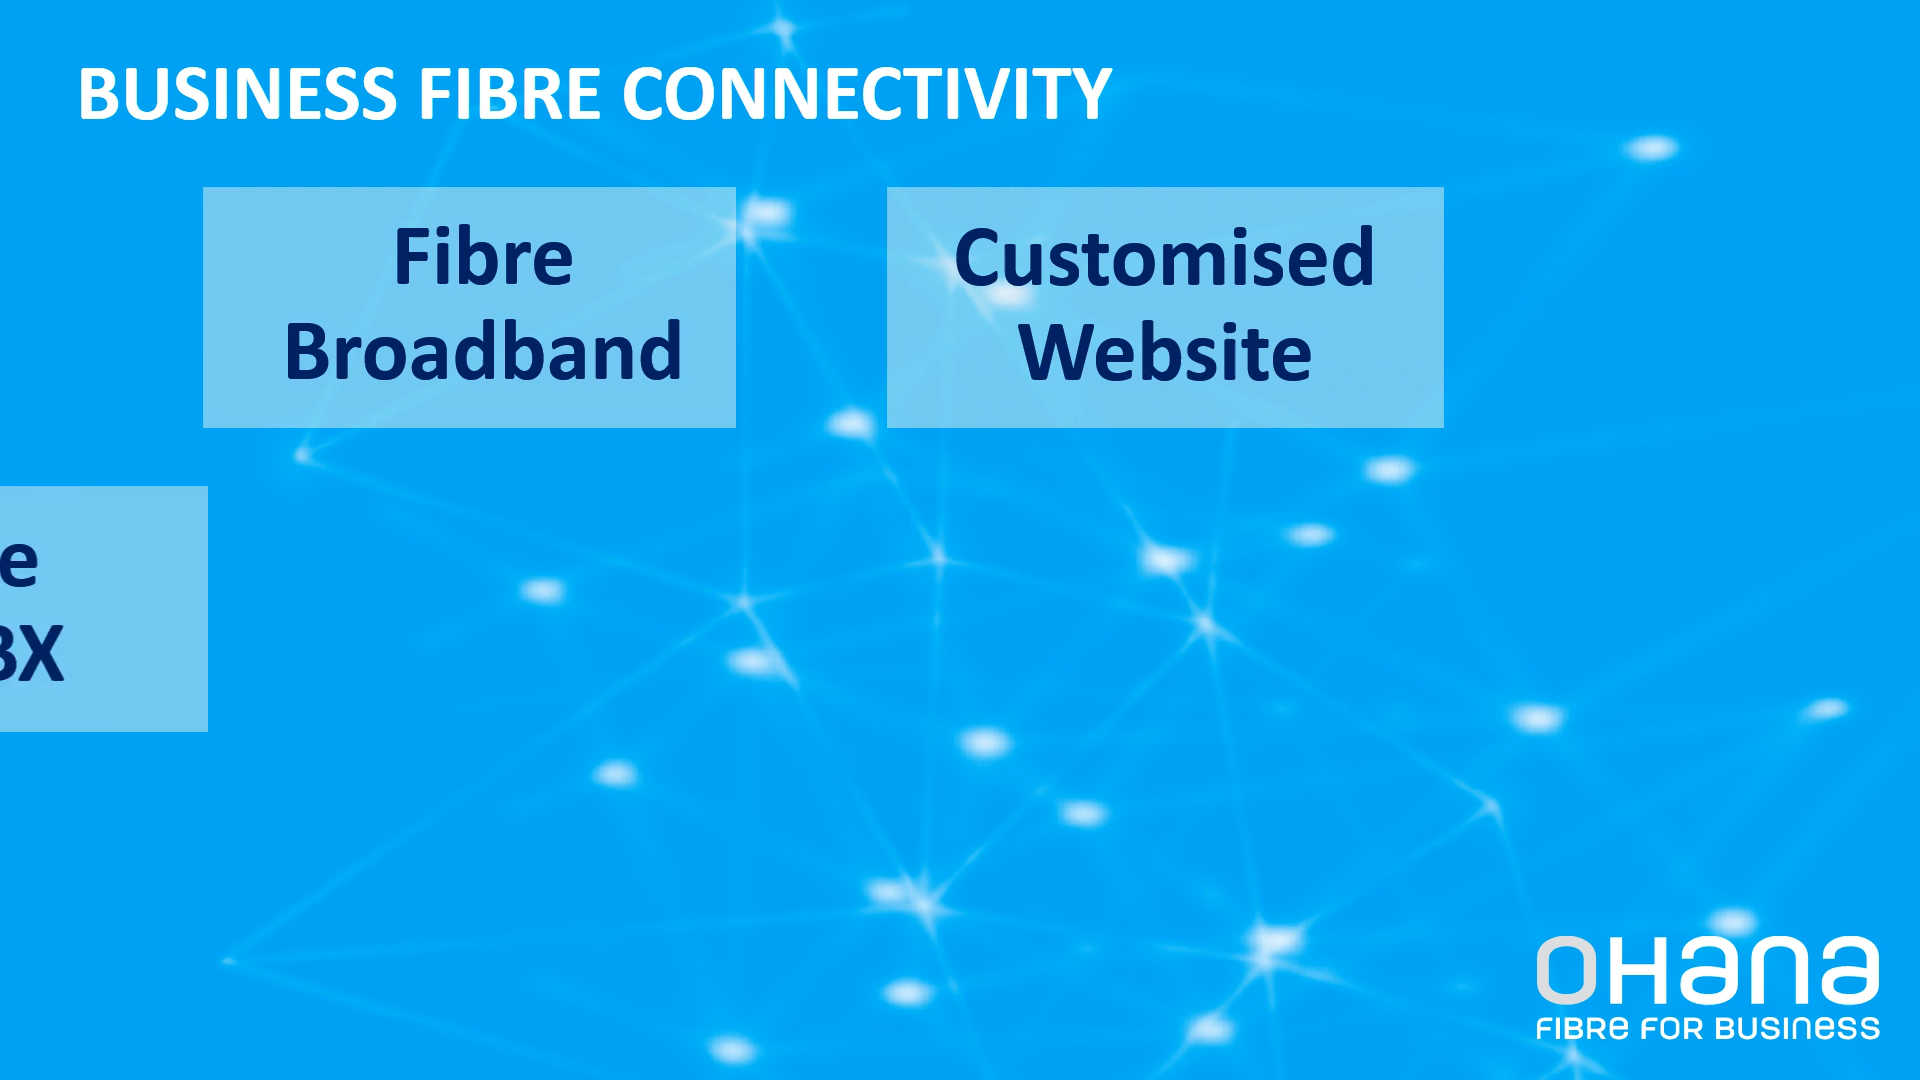 BUSINESS FIBRE CONNECTIVITY
Fibre
Broadband
Customised
Website
e
BX
OHana
FIBRe FOR BUSIneSS